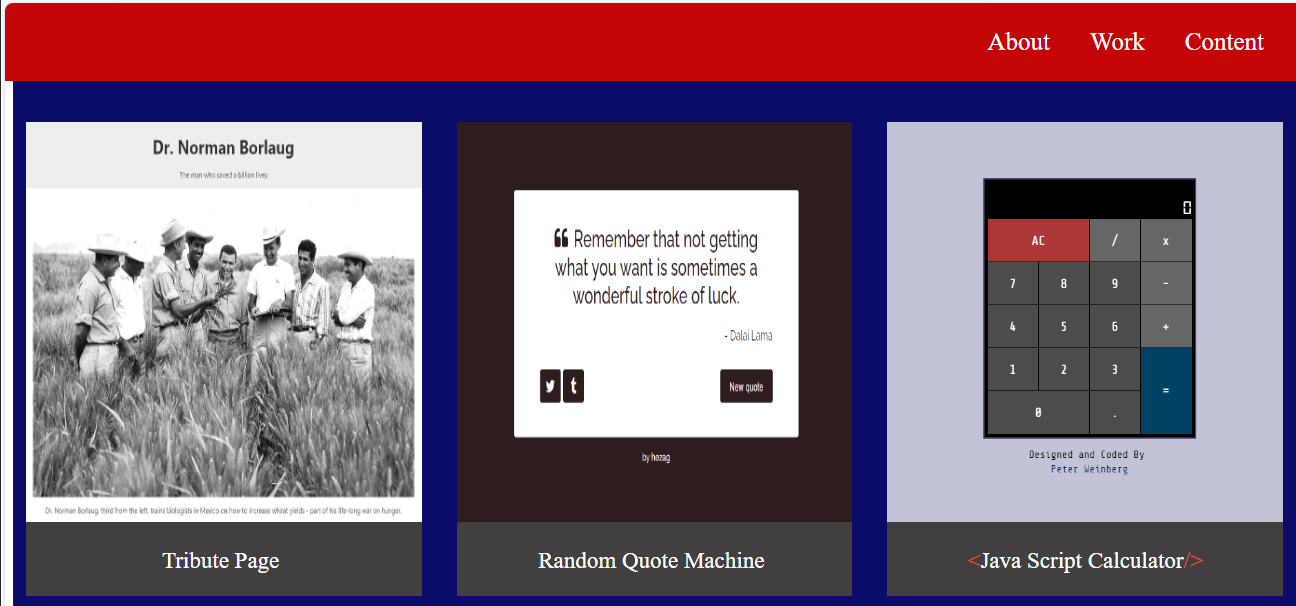 About Work Content
Dr. Norman Borlaug
The man who saved a billion lives
Dr. Norman Borlaug, third from the left, trains biologists in Mexico on how to increase wheat yields - part of his life-long war on hunger.
Tribute Page
“ Remember that not getting
what you want is sometimes a
wonderful stroke of luck.
- Dalai Lama
t New quote
by hezag
Random Quote Machine
0
AC / x
7 8 9 -
4 5 6 +
1 2 3 =
0 .
Designed and Coded By
Peter Weinberg
<Java Script Calculator/>